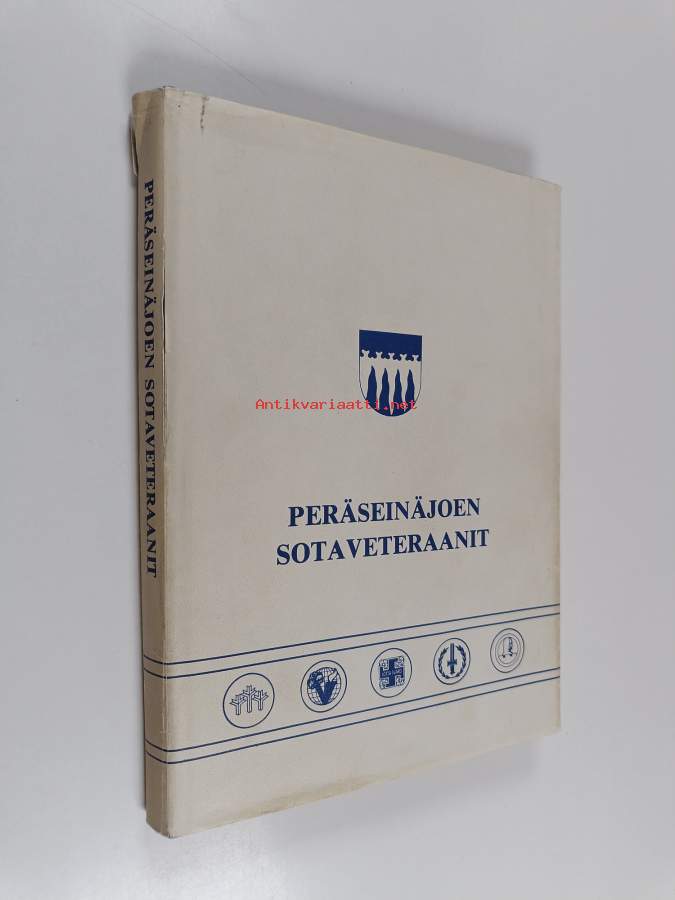 PERÄSEINÄJOEN SOTAVETERAANIT
Antikvariaatti.net
PERÄSEINÄJOEN
SOTAVETERAANIT